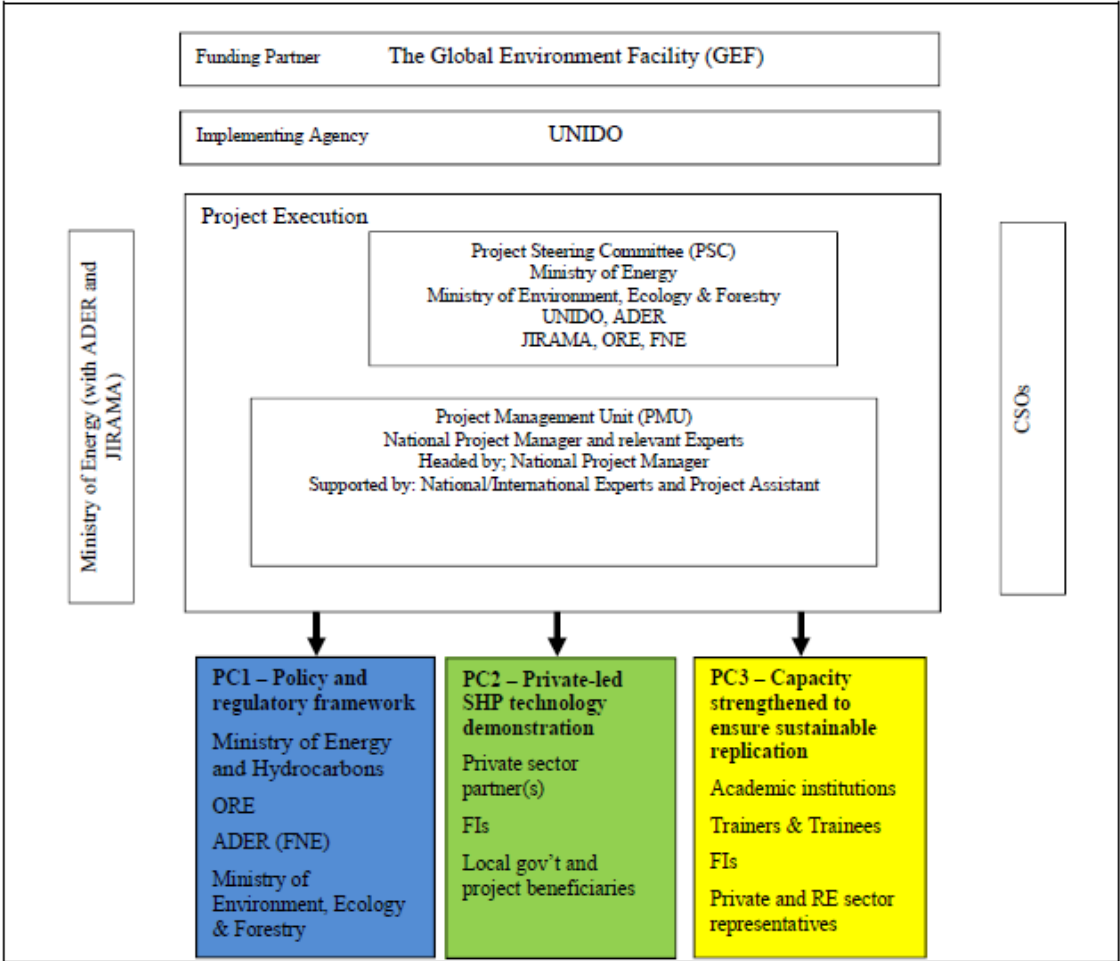 Funding Partner The Global Environment Facility (GEF)
Implementing Agency UNIDO
Project Execution
Project Steering Committee (PSC)
Ministry of Energy
Ministry of Environment, Ecology & Forestry
UNIDO, ADER
JIRAMA, ORE, FNE
Project Management Unit (PMU)
National Project Manager and relevant Experts
Headed by; National Project Manager
Supported by: National/International Experts and Project Assistant
Ministry of Energy (with ADER and
JIRAMA)
CSOs
PC1 – Policy and
regulatory framework
Ministry of Energy
and Hydrocarbons
ORE
ADER (FNE)
Ministry of
Environment, Ecology
& Forestry
PC2 – Private-led
SHP technology
demonstration
Private sector
partner(s)
FIs
Local gov’t and
project beneficiaries
PC3 – Capacity
strengthened to
ensure sustainable
replication
Academic institutions
Trainers & Trainees
FIs
Private and RE sector
representatives